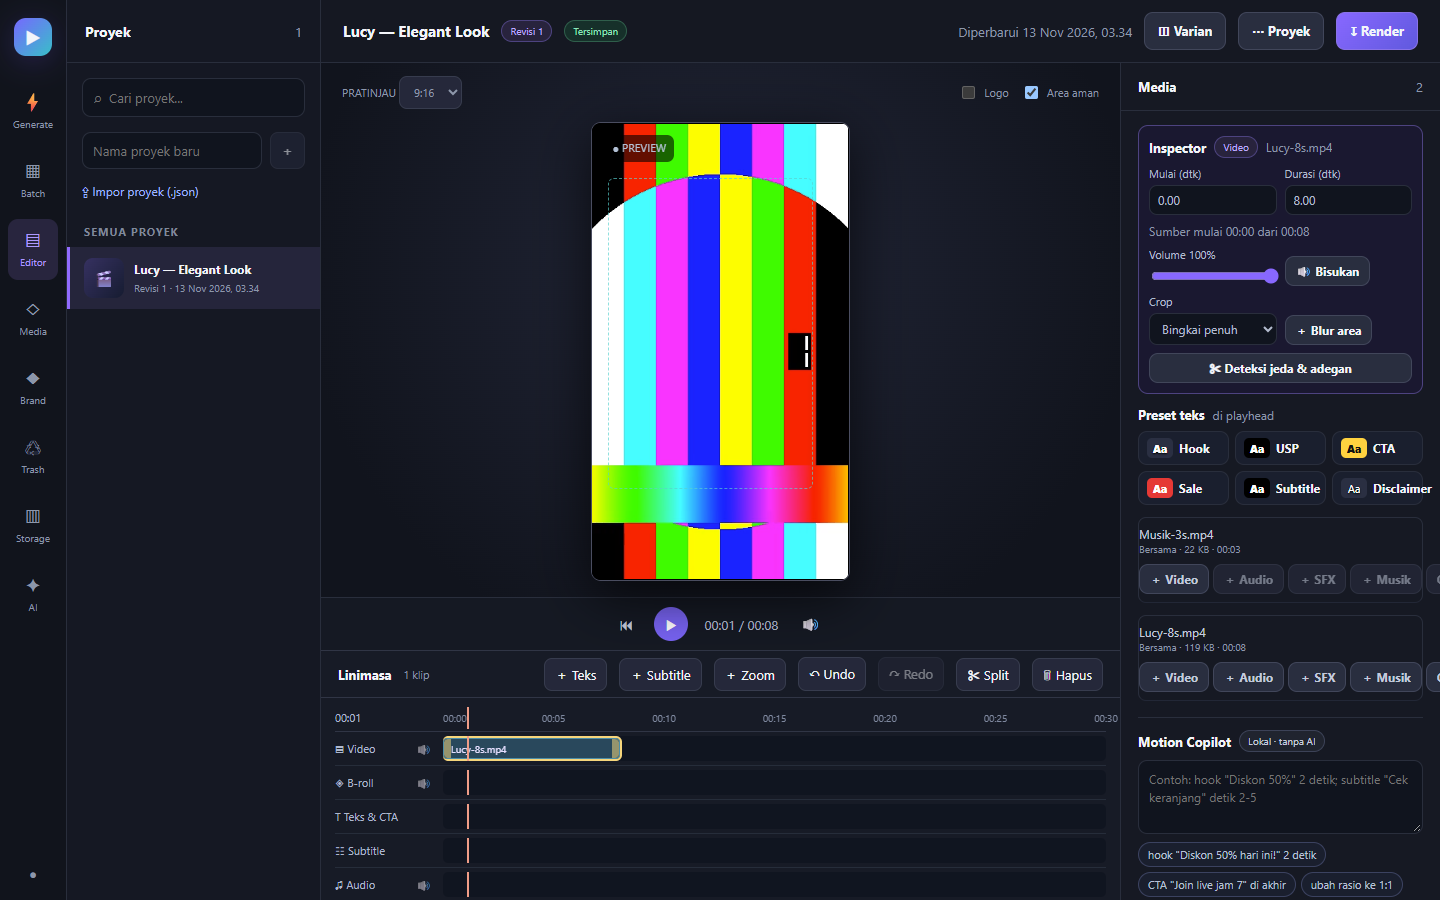 Generate
Batch
Editor
Media
Brand
Trash
Storage
AI
Proyek 1
Cari proyek...
Nama proyek baru
+
Impor proyek (.json)
SEMUA PROYEK
Lucy — Elegant Look
Revisi 1 · 13 Nov 2026, 03.34
Lucy — Elegant Look Revisi 1 Tersimpan
Diperbarui 13 Nov 2026, 03.34 Varian ··· Proyek Render
PRATINJAU 9:16 Logo Area aman
● PREVIEW
00:01 / 00:08
Linimasa 1 klip + Teks + Subtitle + Zoom Undo Redo Split Hapus
00:01 00:00 00:05 00:10 00:15 00:20 00:25 00:30
Video Lucy-8s.mp4
B-roll
T Teks & CTA
Subtitle
Audio
Media 2
Inspector Video Lucy-8s.mp4
Mulai (dtk) Durasi (dtk)
0.00 8.00
Sumber mulai 00:00 dari 00:08
Volume 100%
Bisukan
Crop
Bingkai penuh + Blur area
Deteksi jeda & adegan
Preset teks di playhead
Aa Hook Aa USP Aa CTA
Aa Sale Aa Subtitle Aa Disclaimer
Musik-3s.mp4
Bersama · 22 KB · 00:03
+ Video + Audio + SFX + Musik
Lucy-8s.mp4
Bersama · 119 KB · 00:08
+ Video + Audio + SFX + Musik
Motion Copilot Lokal · tanpa AI
Contoh: hook "Diskon 50%" 2 detik; subtitle "Cek
keranjang" detik 2-5
hook "Diskon 50% hari ini!" 2 detik
CTA "Join live jam 7" di akhir ubah rasio ke 1:1